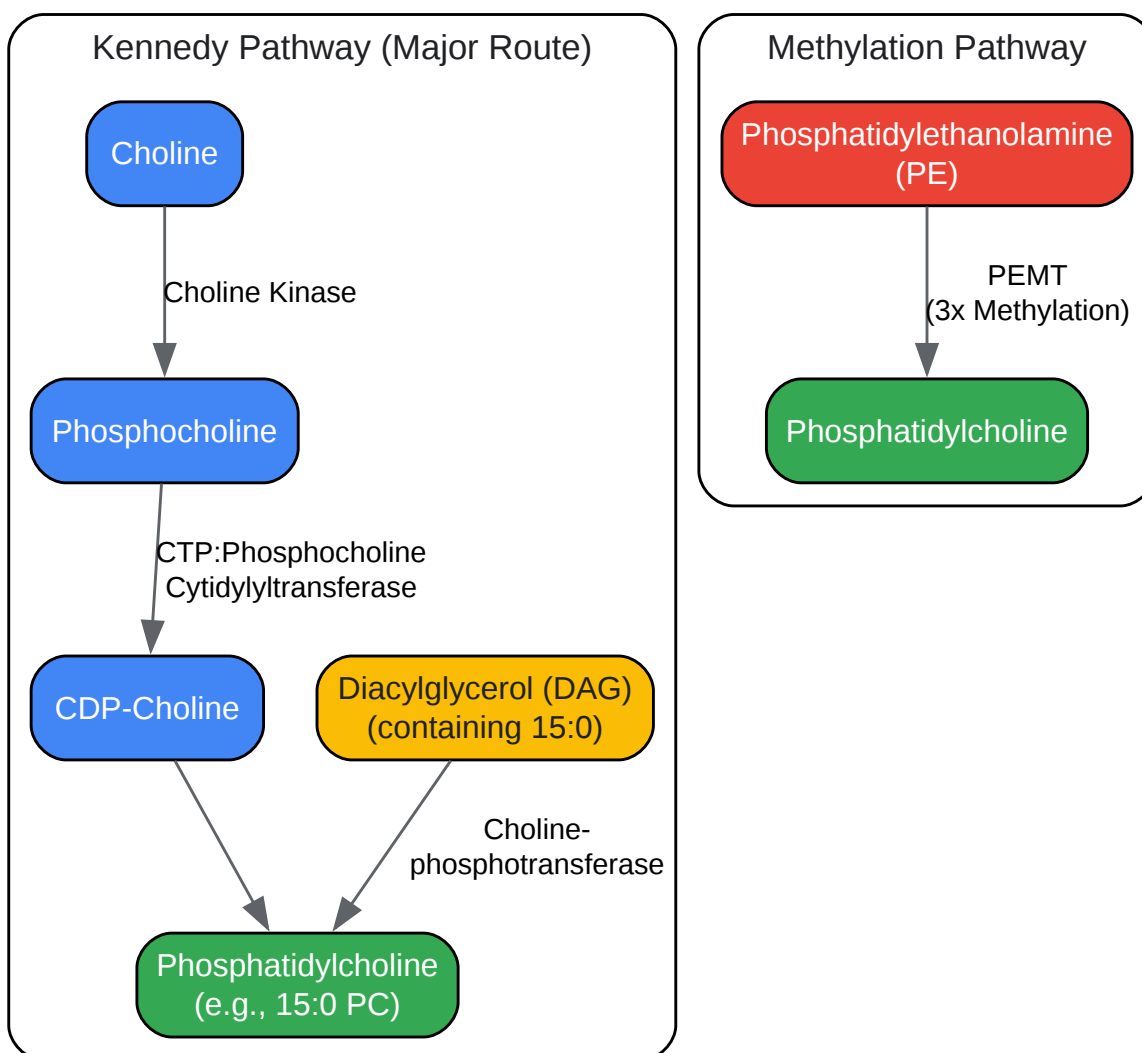 Kennedy Pathway (Major Route)
Choline
Choline Kinase
Phosphocholine
CTP:Phosphocholine
Cytidylyltransferase
CDP-Choline
Diacylglycerol (DAG)
(containing 15:0)
Choline-
phosphotransferase
Phosphatidylcholine
(e.g., 15:0 PC)
Methylation Pathway
Phosphatidylethanolamine
(PE)
PEMT
(3x Methylation)
Phosphatidylcholine